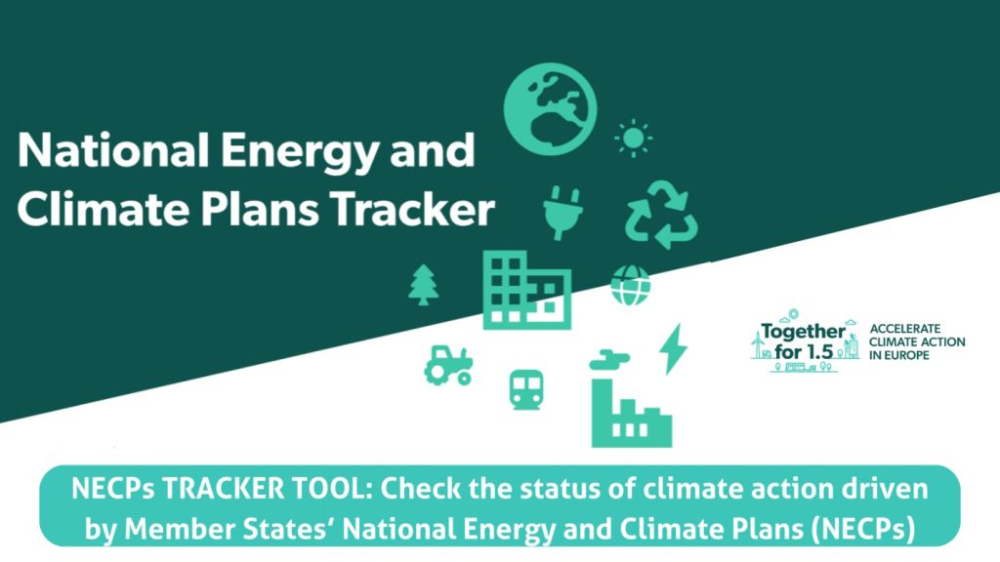 National Energy and
Climate Plans Tracker
Together
for 1.5
ACCELERATE
CLIMATE ACTION
IN EUROPE
NECPs TRACKER TOOL: Check the status of climate action driven
by Member States’ National Energy and Climate Plans (NECPs)